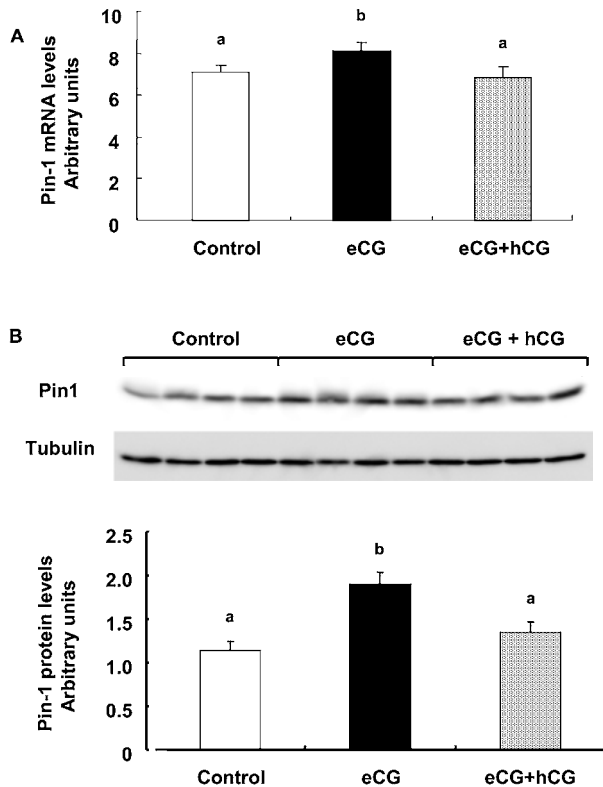 A
Pin-1 mRNA levels
Arbitrary units
10
8
6
4
2
0
a
b
a
Control
eCG
eCG+hCG
B
Control
eCG
eCG + hCG
Pin1
Tubulin
Pin-1 protein levels
Arbitrary units
2.5
2.0
1.5
1.0
0.5
0
a
b
a
Control
eCG
eCG+hCG